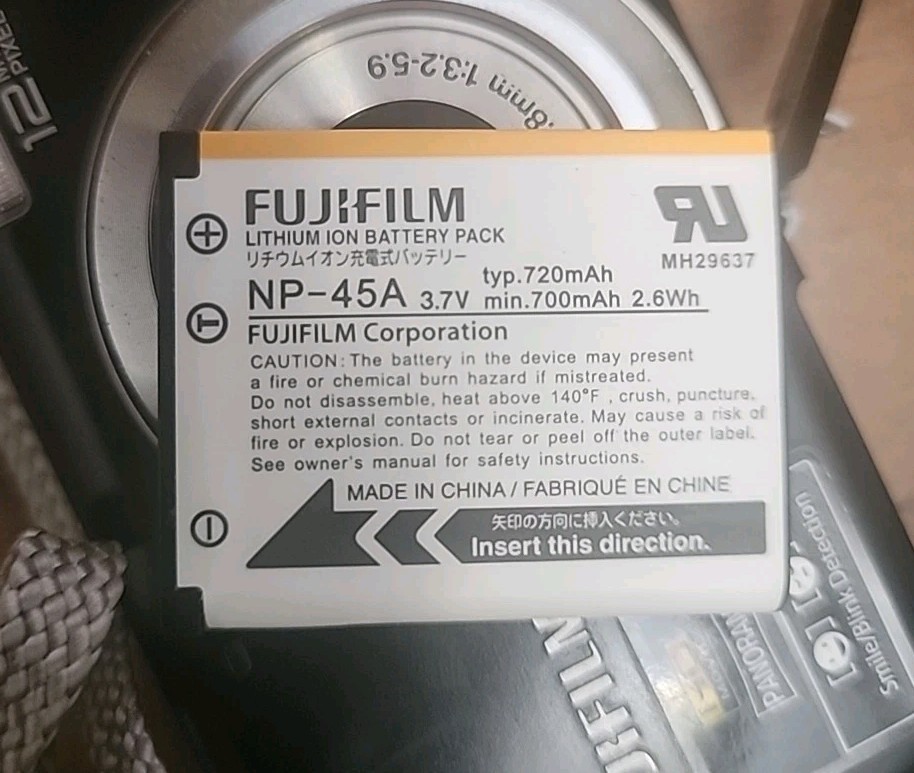 12 MEGA
PIXEL
8mm 1:3.2-5.9
FUJIFILM
LITHIUM ION BATTERY PACK
リチウムイオン充電式バッテリー
RU
MH29637
NP-45A 3.7V typ.720mAh
min.700mAh 2.6Wh
T
FUJIFILM Corporation
CAUTION: The battery in the device may present
a fire or chemical burn hazard if mistreated.
Do not disassemble, heat above 140°F , crush, puncture,
short external contacts or incinerate. May cause a risk of
fire or explosion. Do not tear or peel off the outer label.
See owner's manual for safety instructions.
MADE IN CHINA / FABRIQUÉ EN CHINE
矢印の方向に挿入ください。
Insert this direction.
Smile/Blink Detection